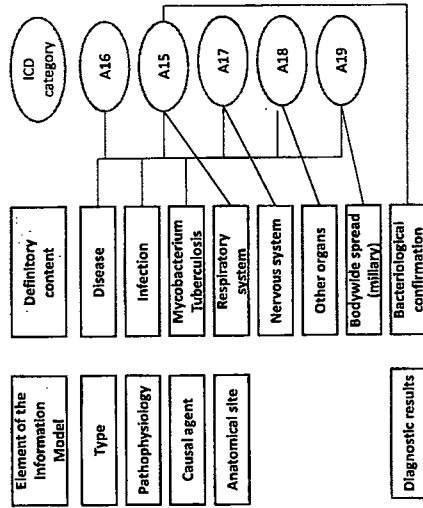 Element of the
Information
Model
Definitory
content
ICD
category
Type
Disease
A16
Pathophysiology
Infection
A15
Causal agent
Mycobacterium
Tuberculosis
A17
Anatomical site
Respiratory
system
A18
Nervous system
Other organs
A19
Bodywide spread
(millary)
Diagnostic results
Bacteriological
confirmation